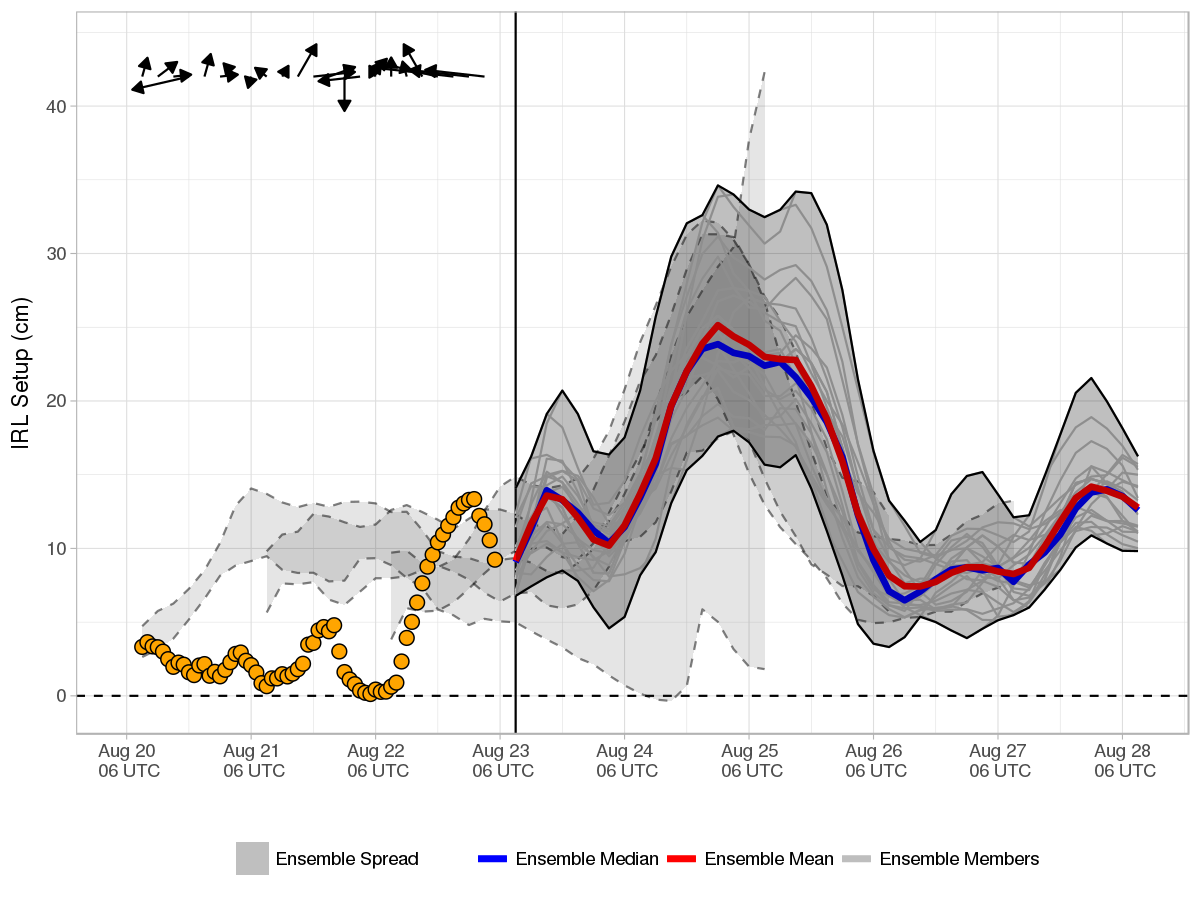 IRL Setup (cm)
40
30
20
10
0
Aug 20
06 UTC
Aug 21
06 UTC
Aug 22
06 UTC
Aug 23
06 UTC
Aug 24
06 UTC
Aug 25
06 UTC
Aug 26
06 UTC
Aug 27
06 UTC
Aug 28
06 UTC
Ensemble Spread
Ensemble Median
Ensemble Mean
Ensemble Members